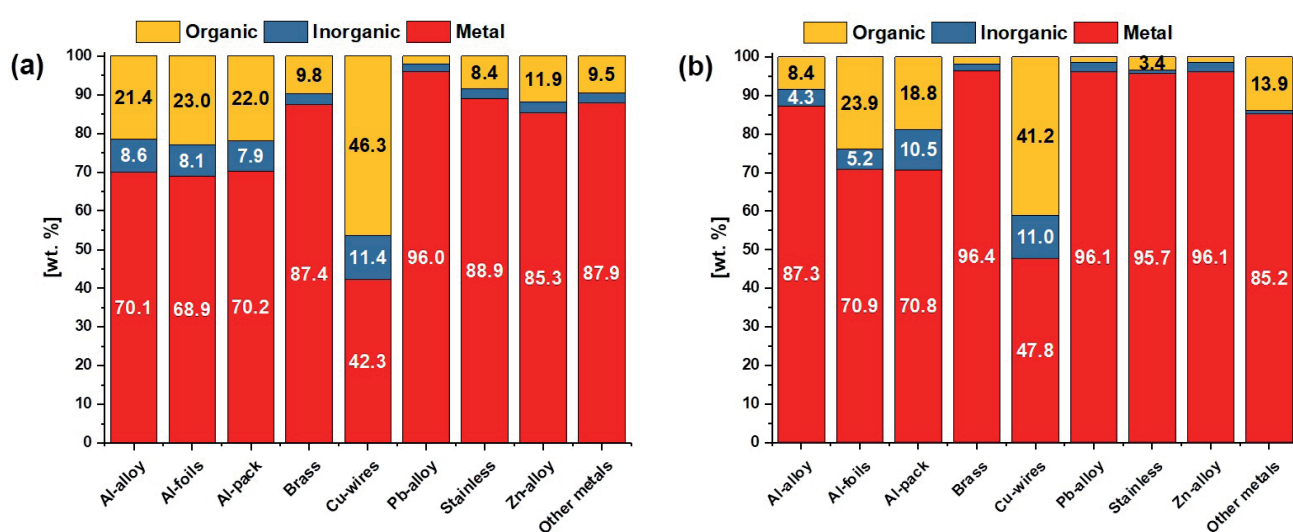 (a)
Organic Inorganic Metal
[wt. %]
100
90
80
70
60
50
40
30
20
10
0
21.4 23.0 22.0 9.8 46.3 8.4 11.9 9.5
8.6 8.1 7.9 11.4
70.1 68.9 70.2 87.4 42.3 96.0 88.9 85.3 87.9
Al-alloy Al-foils Al-pack Brass Cu-wires Pb-alloy Stainless Zn-alloy Other metals
(b)
Organic Inorganic Metal
[wt. %]
100
90
80
70
60
50
40
30
20
10
0
8.4 23.9 18.8 41.2 3.4 13.9
4.3 5.2 10.5 11.0
87.3 70.9 70.8 96.4 47.8 96.1 95.7 96.1 85.2
Al-alloy Al-foils Al-pack Brass Cu-wires Pb-alloy Stainless Zn-alloy Other metals